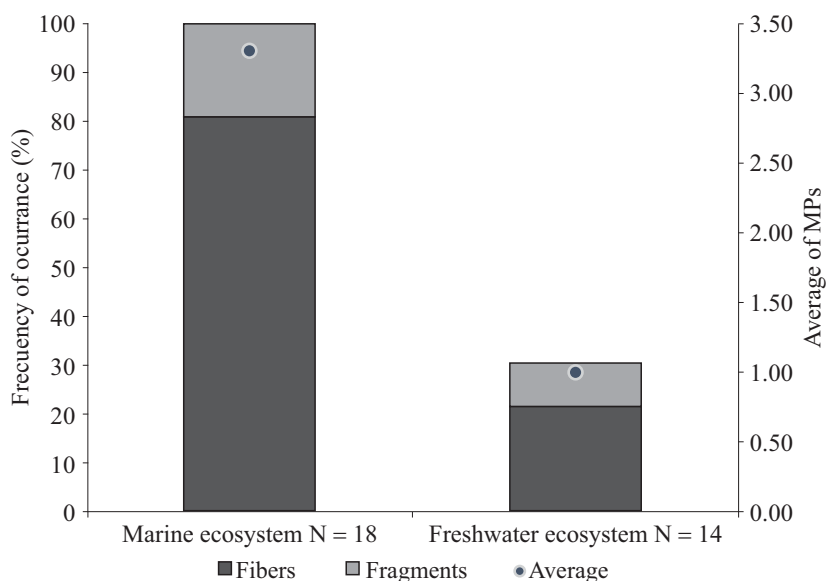 Frecuency of ocurrance (%)
100
90
80
70
60
50
40
30
20
10
0
3.50
3.00
2.50
2.00
1.50
1.00
0.50
0.00
Average of MPs
Marine ecosystem N = 18
Freshwater ecosystem N = 14
Fibers
Fragments
Average